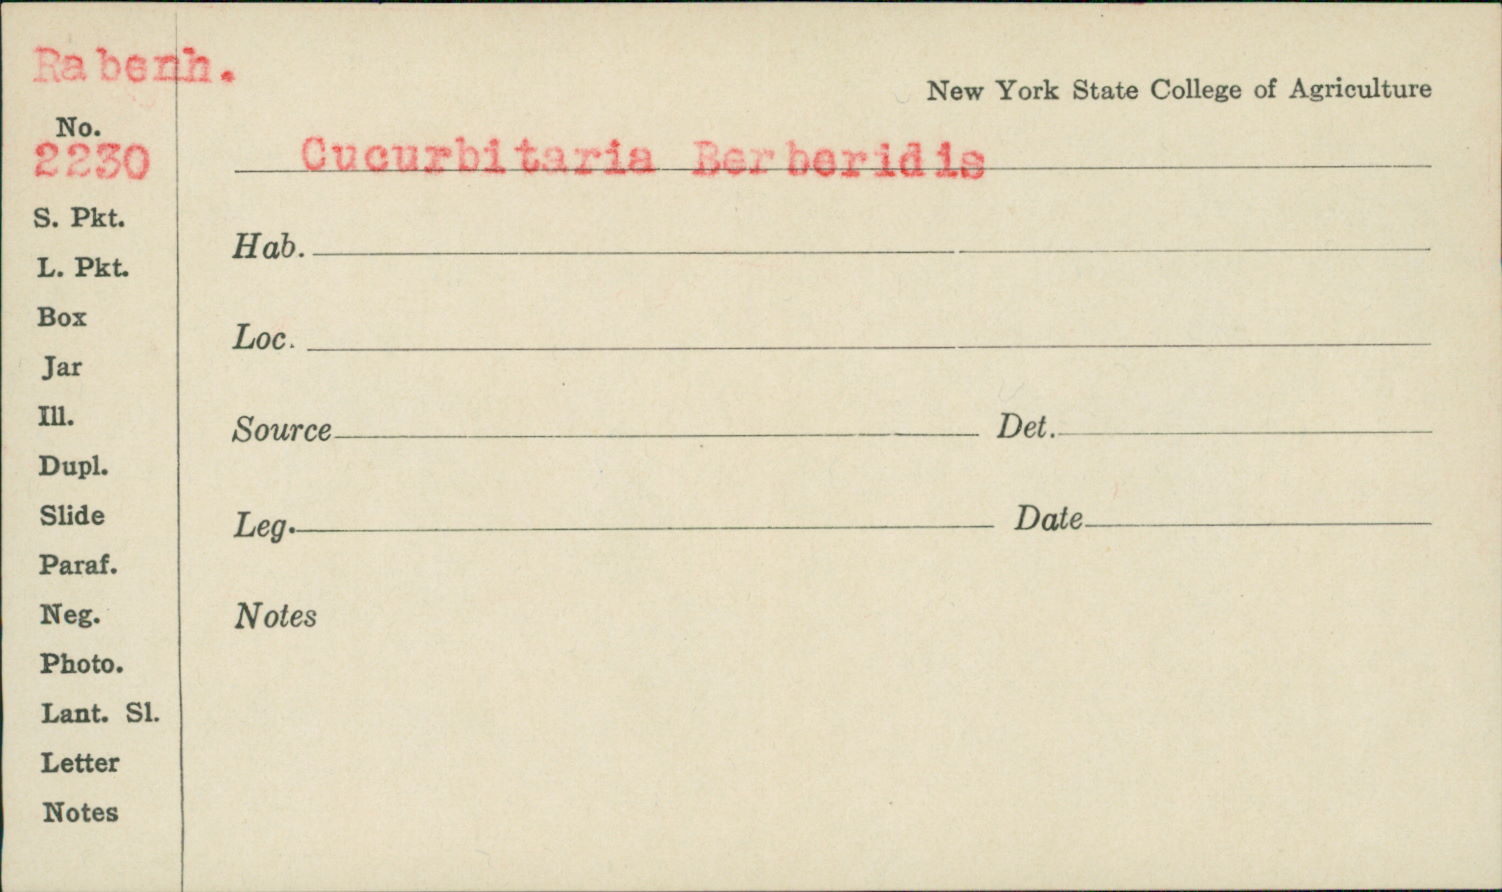 Rabenh.
New York State College of Agriculture
No.
2230
Cucurbitaria Berberidis
S. Pkt.
L. Pkt.
Box
Jar
Ill.
Dupl.
Slide
Paraf.
Neg.
Photo.
Lant. Sl.
Letter
Notes
Hab.
Loc.
Source Det.
Leg. Date
Notes